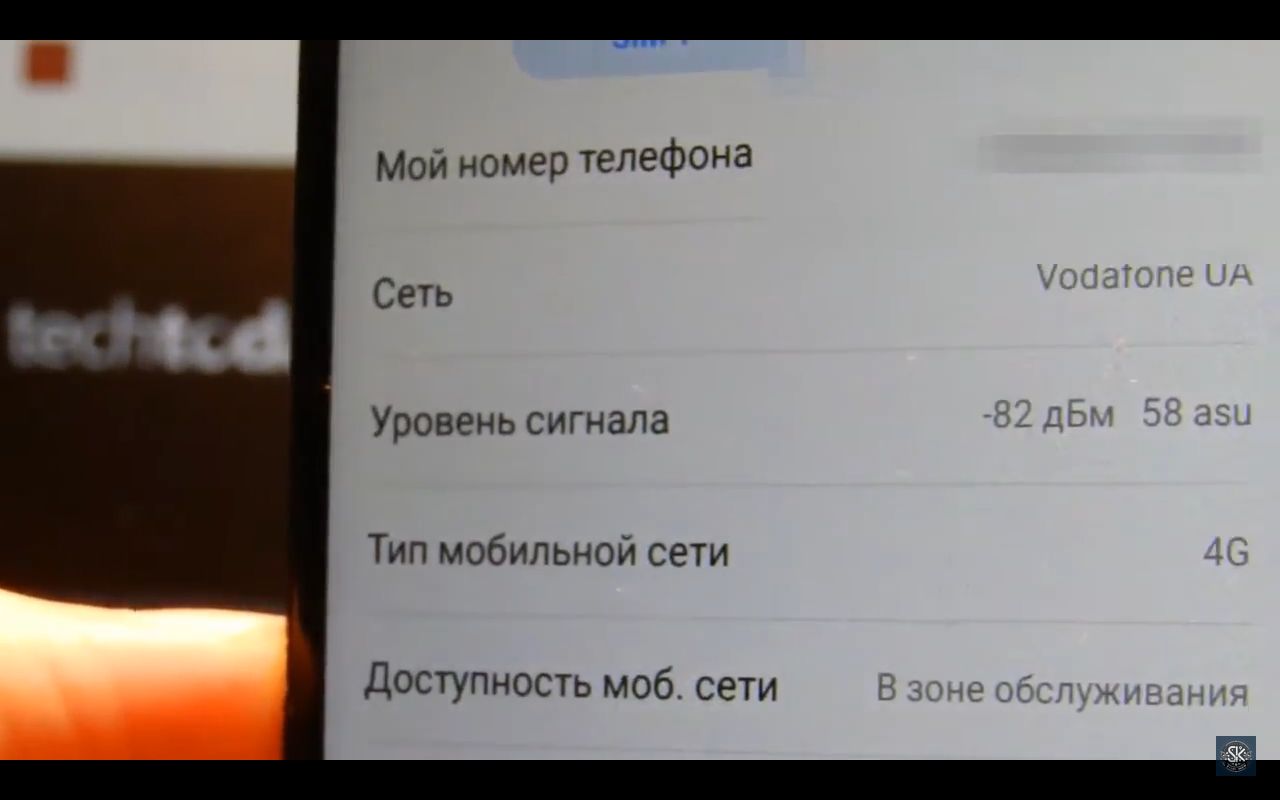 Мой номер телефона
Сеть
Vodafone UA
Уровень сигнала
-82 дБм 58 asu
Тип мобильной сети
4G
Доступность моб. сети
В зоне обслуживания
SK